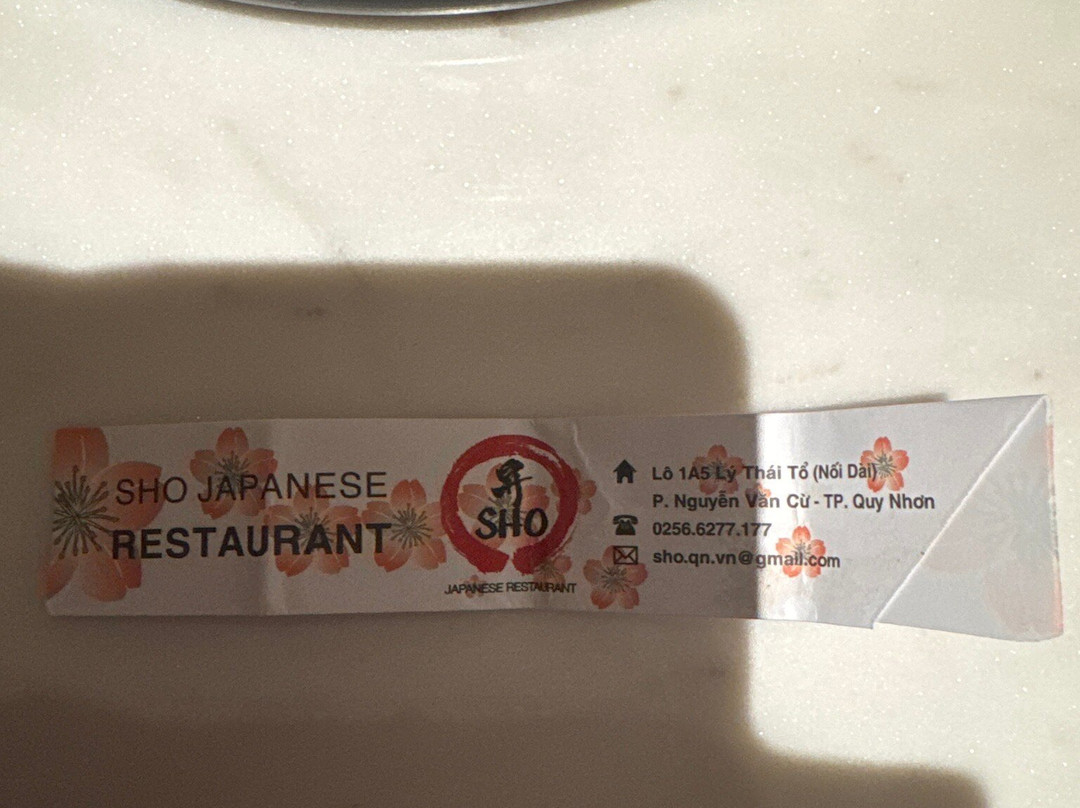 SHO JAPANESE
RESTAURANT
昇
SHO
JAPANESE RESTAURANT
Lô 1A5 Lý Thái Tổ (Nối Dài)
P. Nguyễn Văn Cừ - TP. Quy Nhơn
0256.6277.177
sho.qn.vn@gmail.com